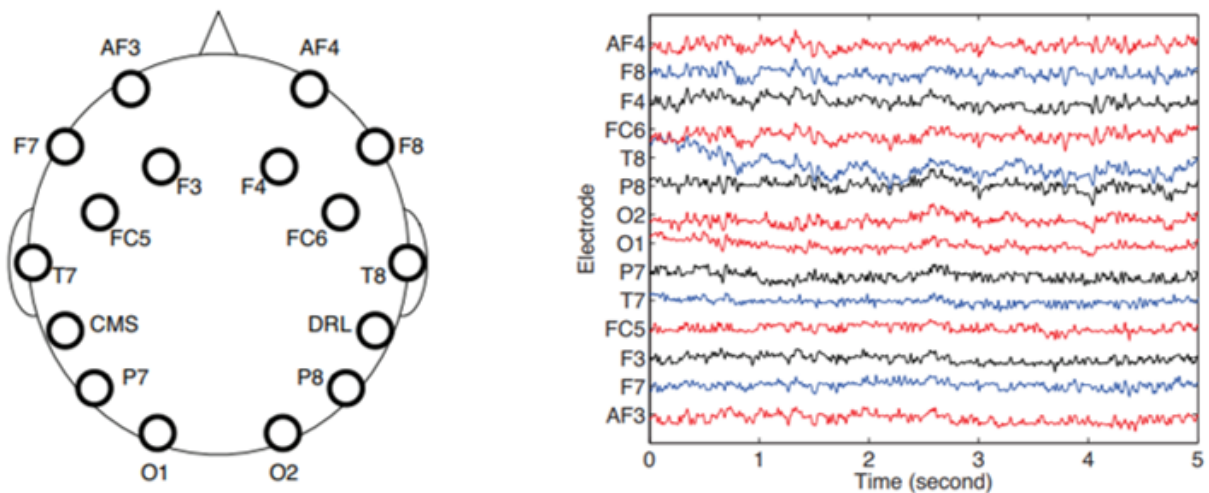 AF3
AF4
F7
F8
F3
F4
FC5
FC6
T7
T8
CMS
DRL
P7
P8
O1
O2
Electrode
AF4
F8
F4
FC6
T8
P8
O2
O1
P7
T7
FC5
F3
F7
AF3
0 1 2 3 4 5
Time (second)